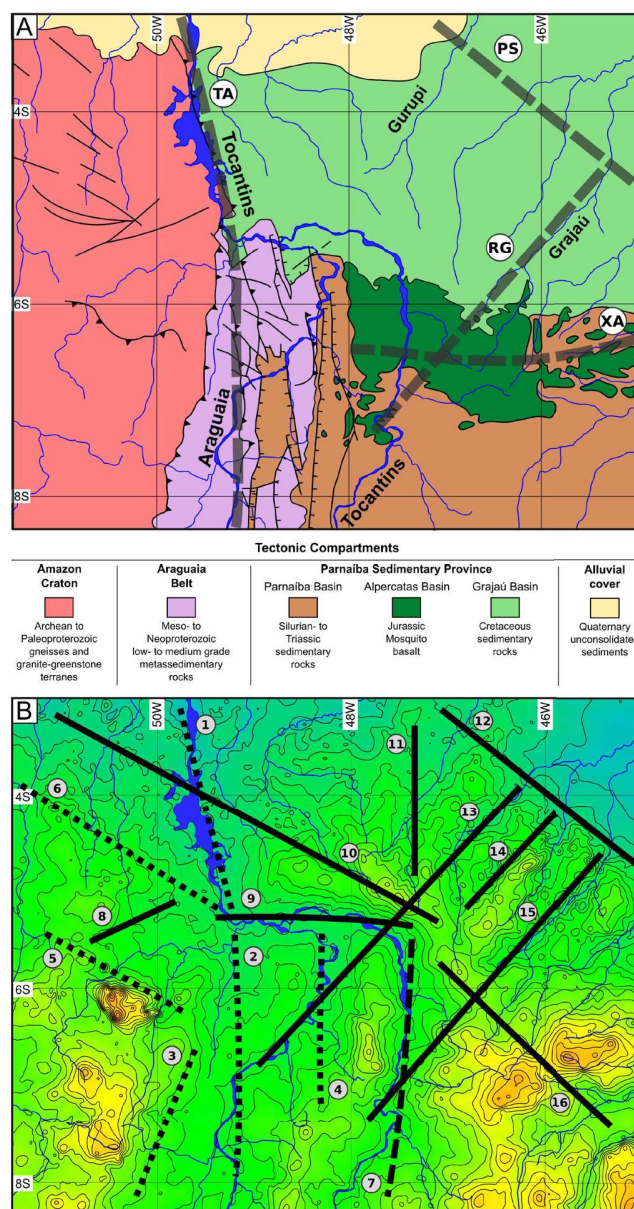 A
50W
48W
46W
PS
TA
4S
Gurupi
Tocantins
RG
Grajaú
6S
XA
Araguaia
Tocantins
8S
Tectonic Compartments
Amazon
Craton
Archean to
Paleoproterozoic
gneisses and
granite-greenstone
terranes
Araguaia
Belt
Meso- to
Neoproterozoic
low- to medium grade
metassedimentary
rocks
Parnaíba Sedimentary Province
Parnaíba Basin
Silurian- to
Triassic
sedimentary
rocks
Alpercatas Basin
Jurassic
Mosquito
basalt
Grajaú Basin
Cretaceous
sedimentary
rocks
Alluvial
cover
Quaternary
unconsolidate
sediments
B
50W
48W
46W
1
12
11
6
4S
13
10
14
9
15
8
2
5
6S
3
4
16
7
8S